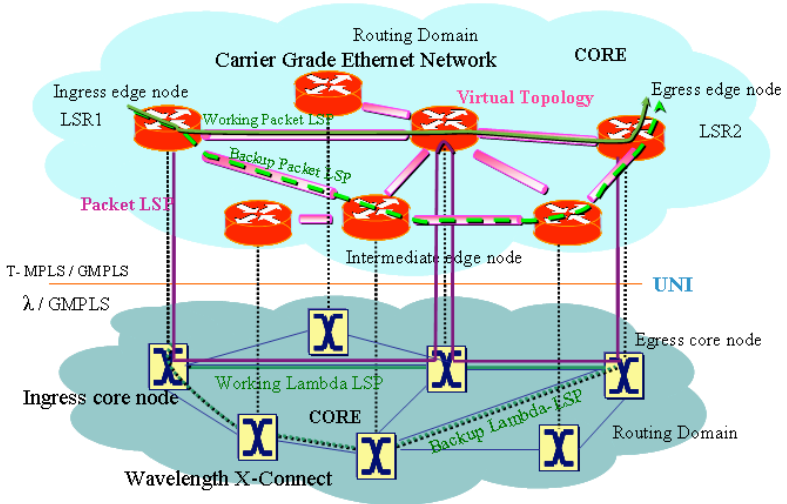 Routing Domain
Carrier Grade Ethernet Network
CORE
Ingress edge node
Egress edge node
Virtual Topology
LSR1
Working Packet LSP
LSR2
Backup Packet LSP
Packet LSP
Intermediate edge node
T- MPLS / GMPLS
UNI
λ / GMPLS
Egress core node
Working Lambda LSP
Ingress core node
CORE
Backup Lambda-LSP
Routing Domain
Wavelength X-Connect